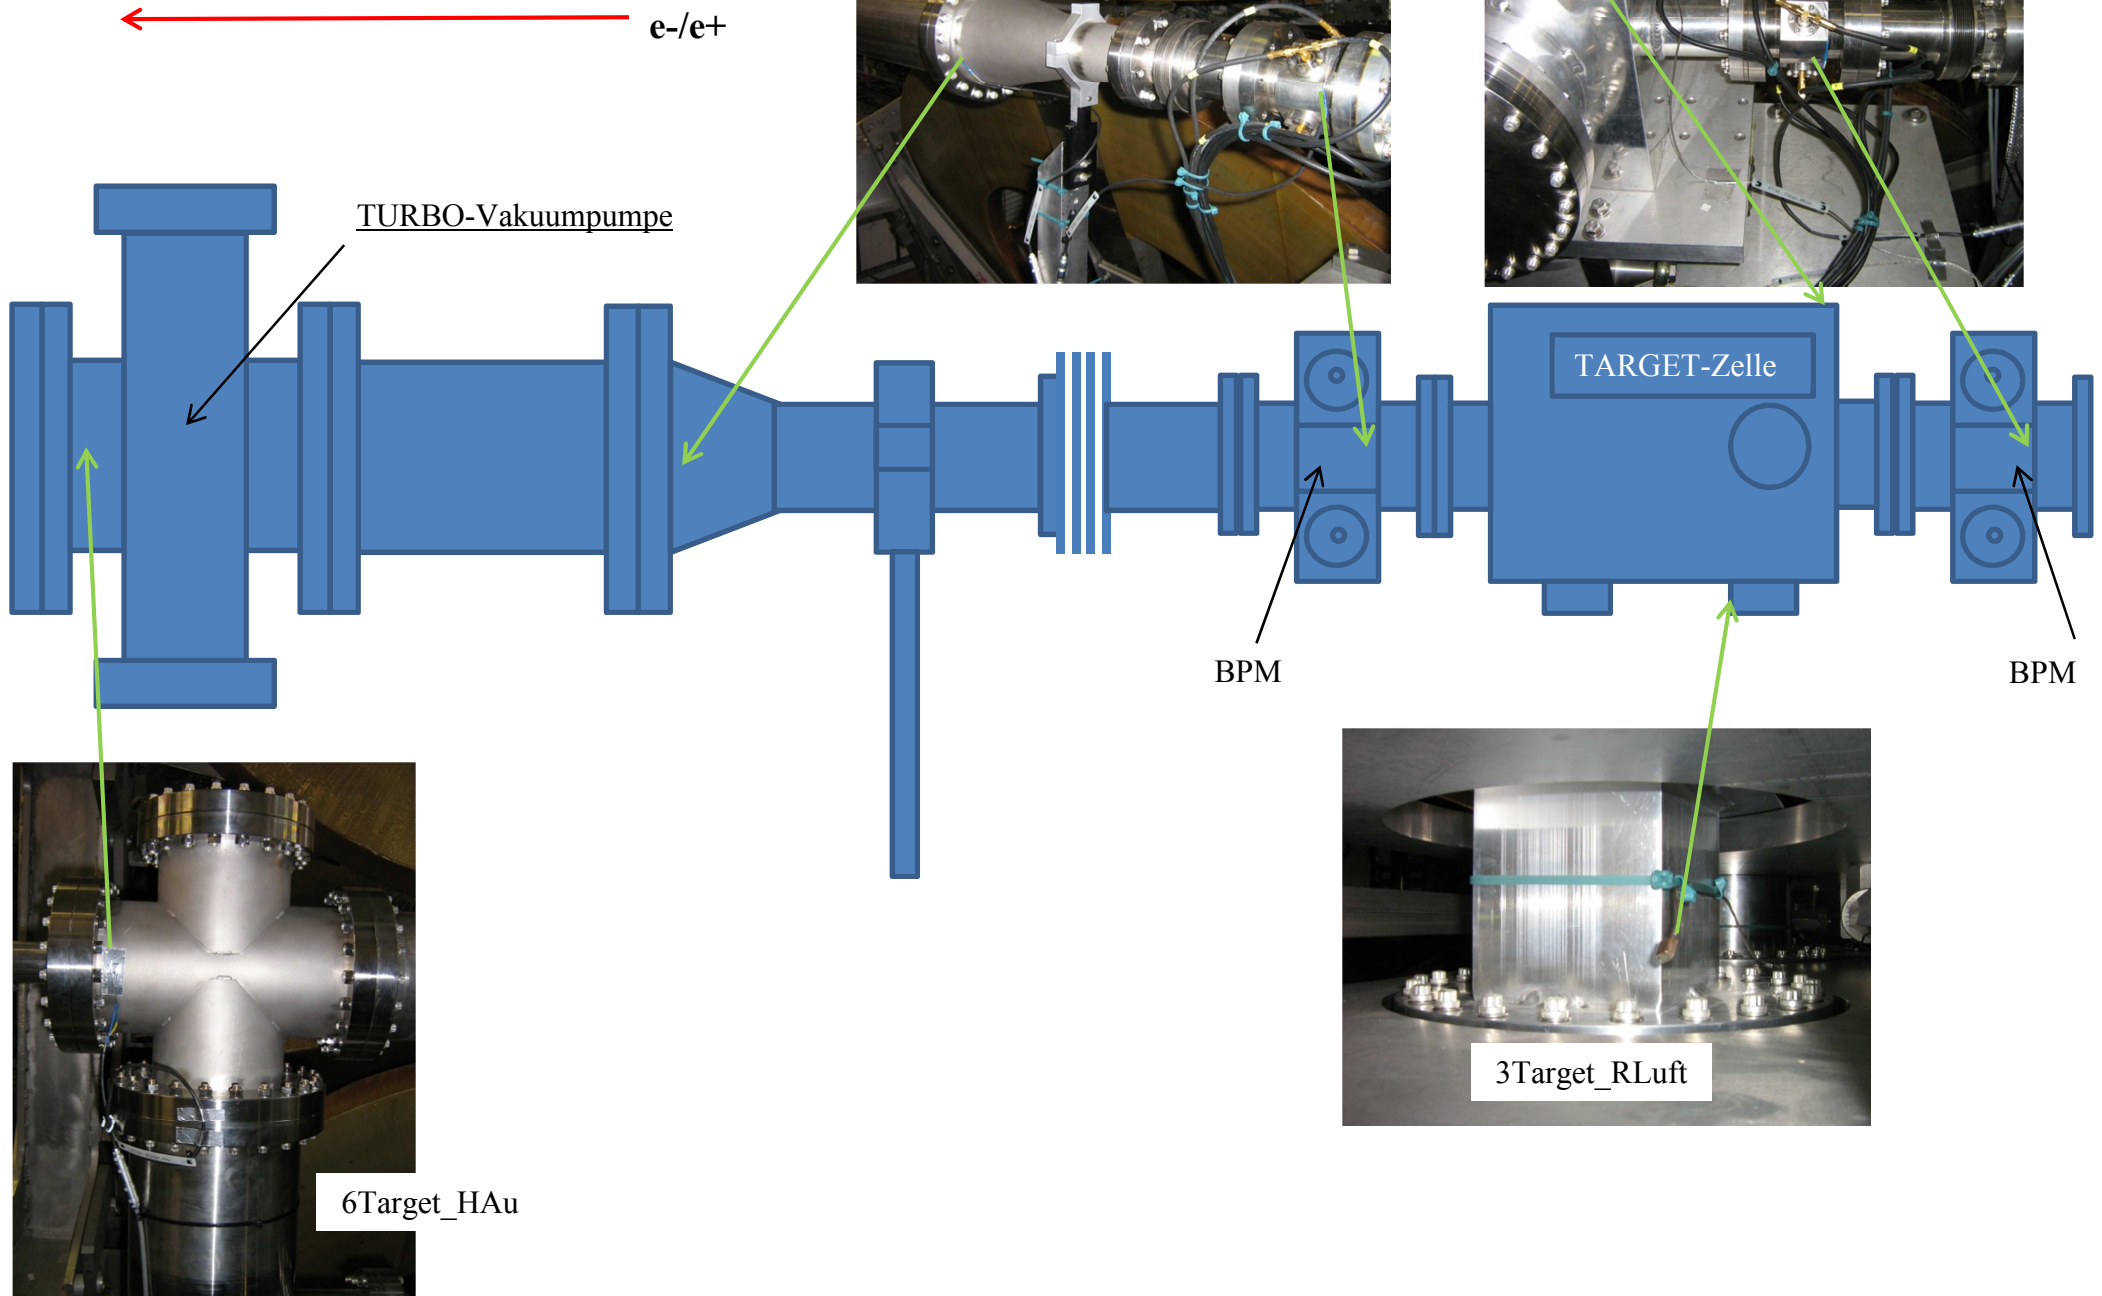 e-/e+
TURBO-Vakuumpumpe
TARGET-Zelle
BPM
BPM
3Target_RLuft
6Target_HAu